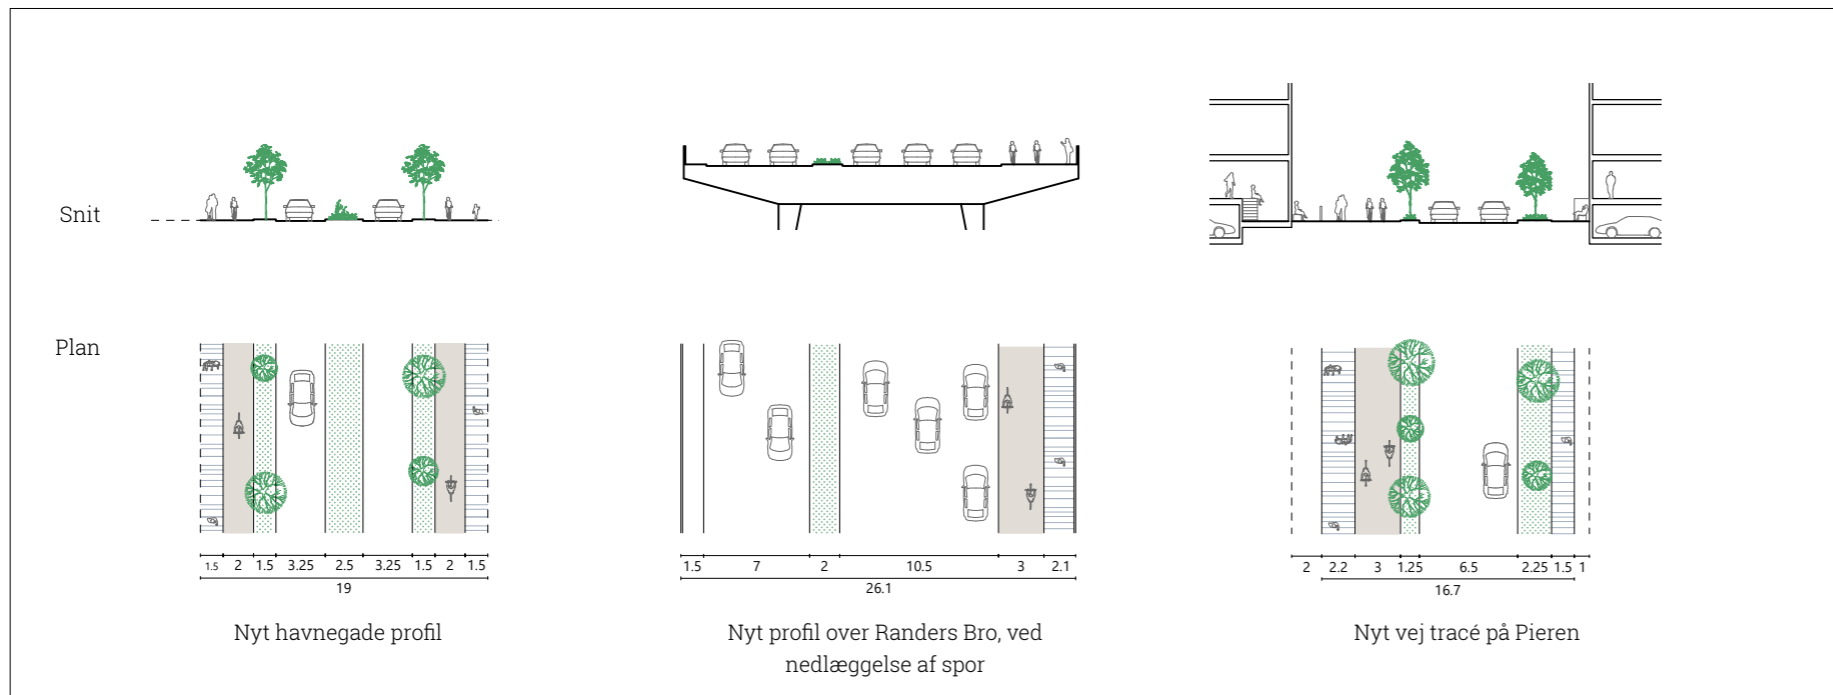 Snit
Plan
1.5 2 1.5 3.25 2.5 3.25 1.5 2 1.5
19
Nyt havnegade profil
1.5 7 2 10.5 3 2.1
26.1
Nyt profil over Randers Bro, ved
nedlæggelse af spor
2 2.2 3 1.25 6.5 2.25 1.5 1
16.7
Nyt vej tracé på Pieren